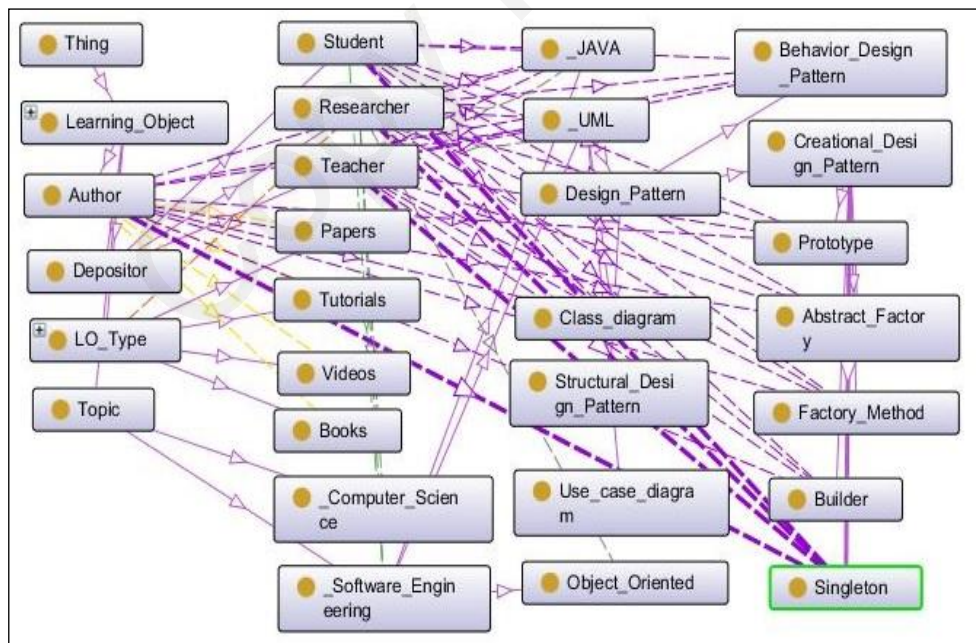 Thing
Learning_Object
Author
Depositor
LO_Type
Topic
Student
Researcher
Teacher
Papers
Tutorials
Videos
Books
_Computer_Scien
ce
_Software_Engin
eering
_JAVA
_UML
Design_Pattern
Class_diagram
Structural_Desi
gn_Pattern
Use_case_diagra
m
Object_Oriented
Behavior_Design
_Pattern
Creational_Desi
gn_Pattern
Prototype
Abstract_Factor
y
Factory_Method
Builder
Singleton